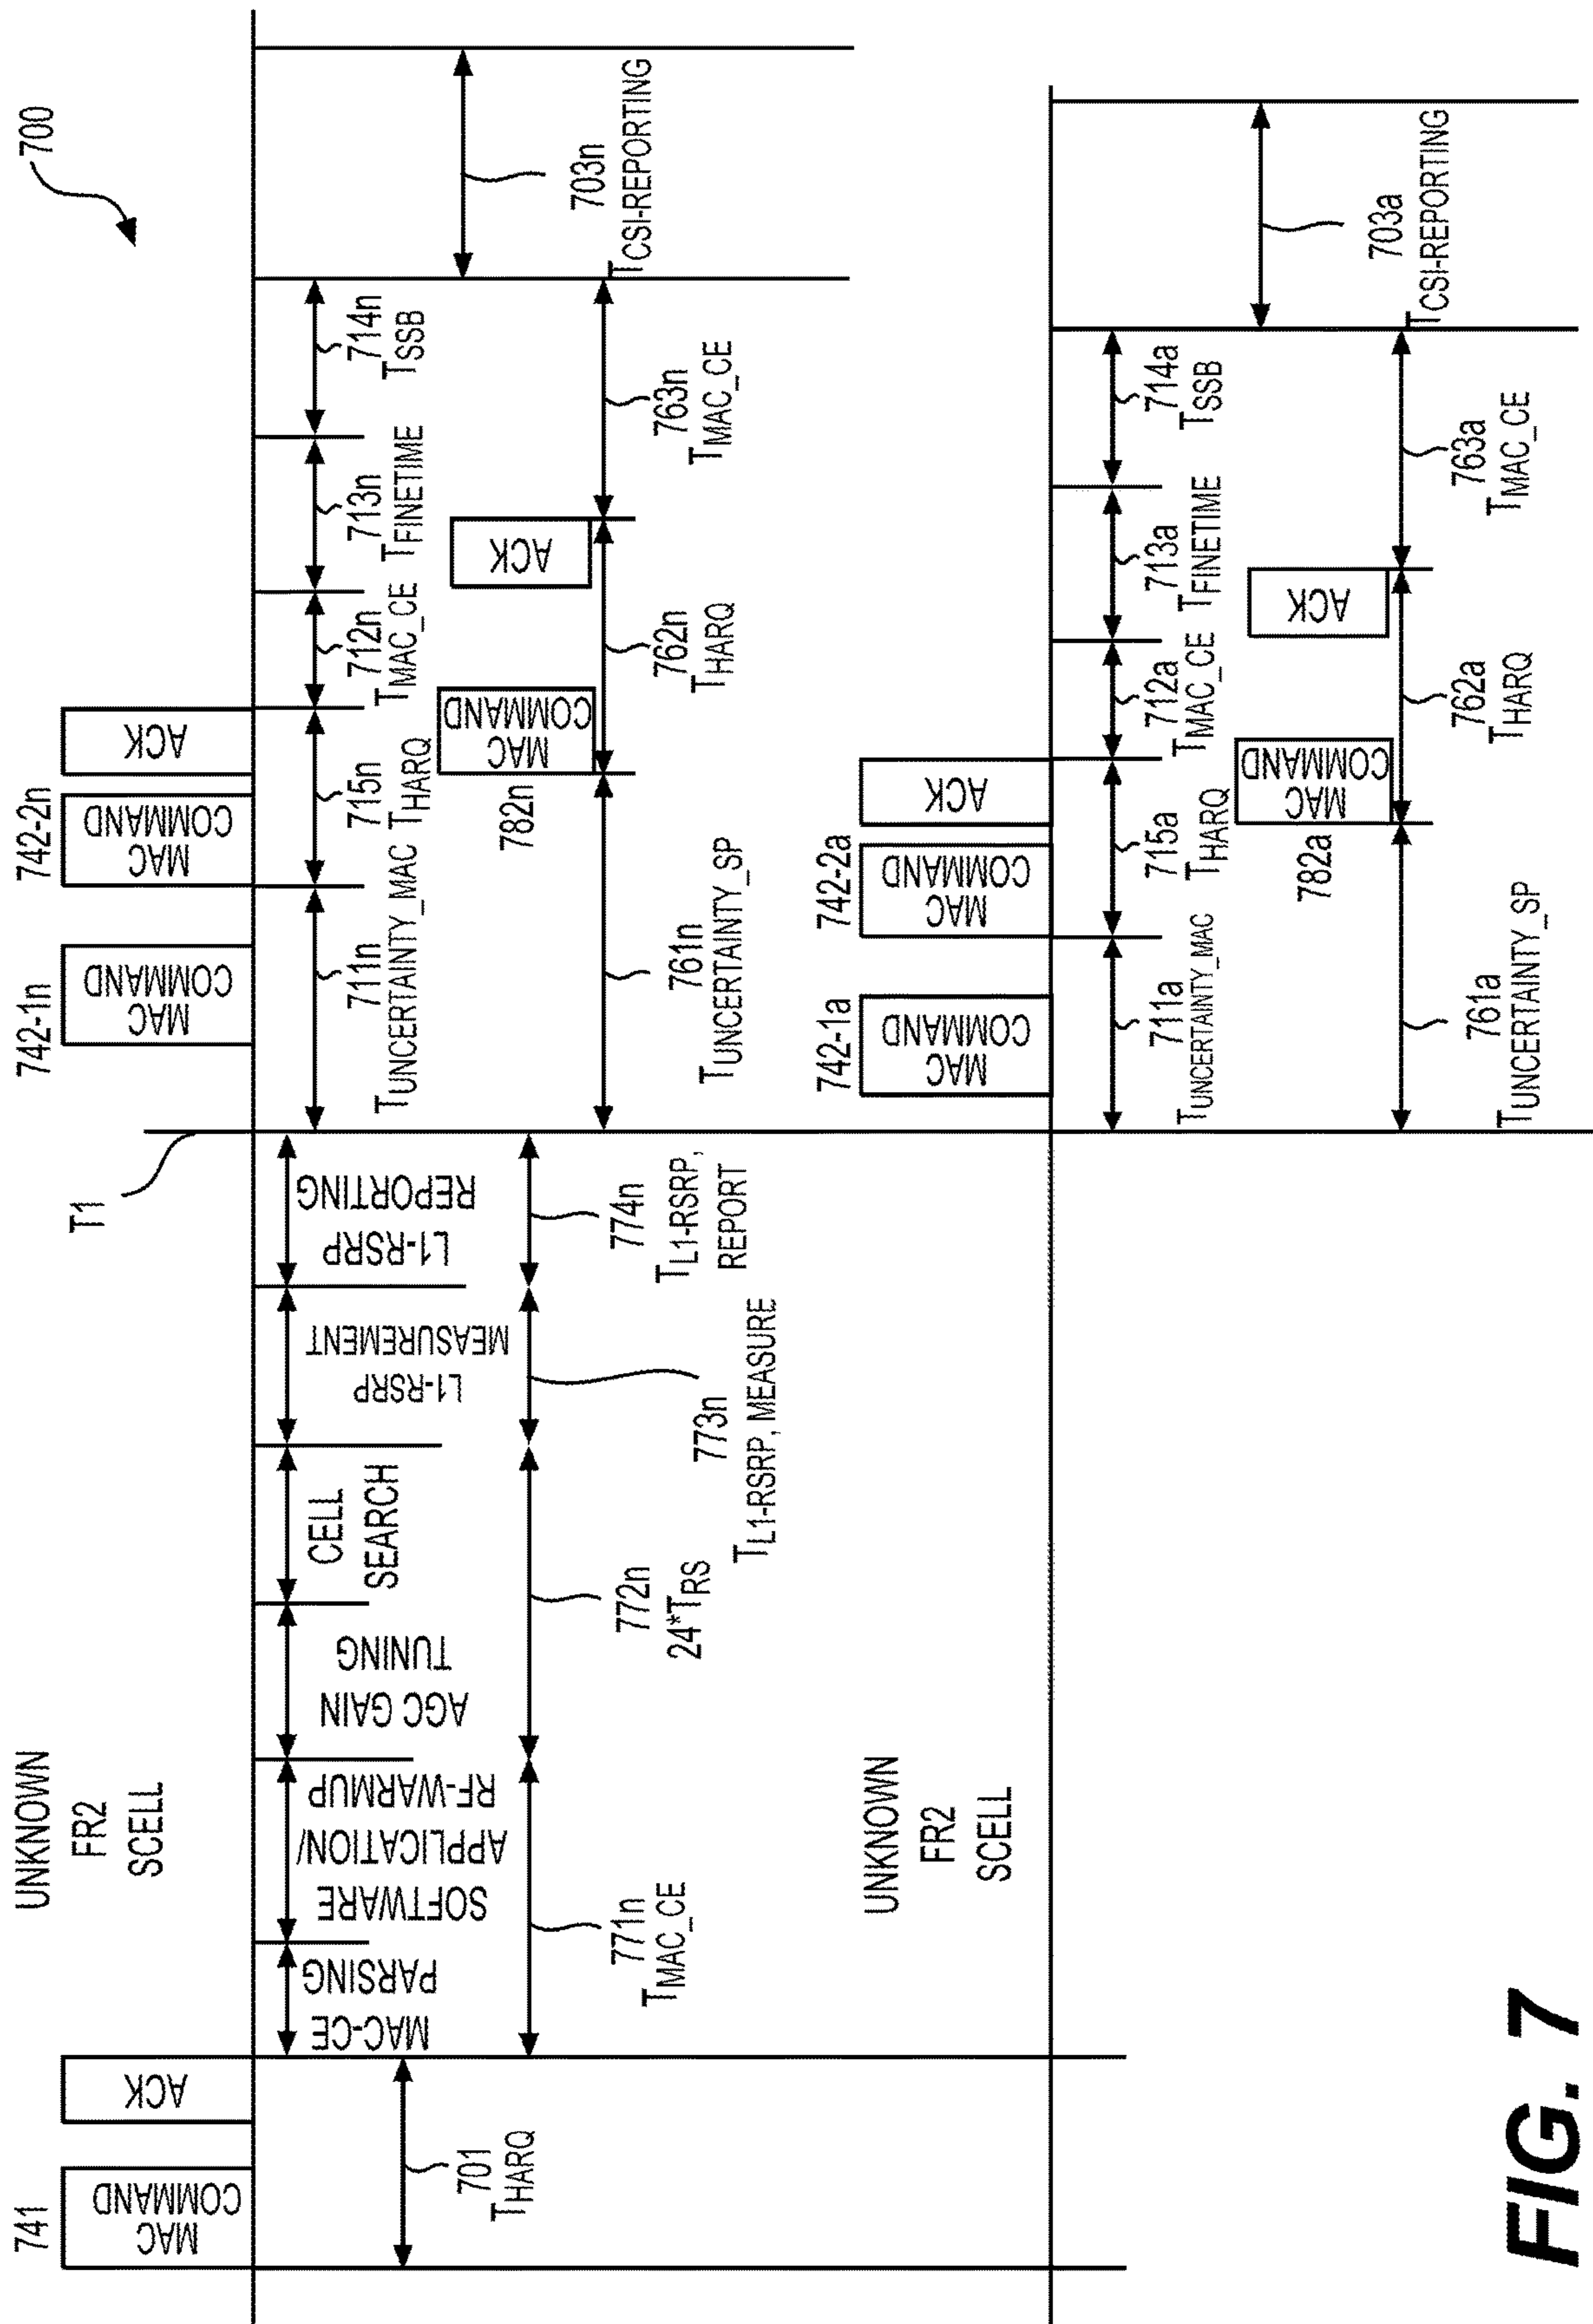 700
741
MAC
COMMAND
ACK
UNKNOWN
FR2
SCELL
T1
742-1n
MAC
COMMAND
742-2n
MAC
COMMAND
ACK
701
THARQ
MAC-CE
PARSING
SOFTWARE
APPLICATION/
RF-WARMUP
AGC GAIN
TUNING
CELL
SEARCH
L1-RSRP
MEASUREMENT
L1-RSRP
REPORTING
771n
TMAC_CE
772n
24*TRS
773n
TL1-RSRP, MEASURE
774n
TL1-RSRP,
REPORT
711n
TUNCERTAINTY_MAC
715n
THARQ
712n
TMAC_CE
713n
TFINETIME
714n
TSSB
782n
MAC
COMMAND
ACK
761n
TUNCERTAINTY_SP
762n
THARQ
763n
TMAC_CE
703n
TCSI-REPORTING
UNKNOWN
FR2
SCELL
742-1a
MAC
COMMAND
742-2a
MAC
COMMAND
ACK
711a
TUNCERTAINTY_MAC
715a
THARQ
712a
TMAC_CE
713a
TFINETIME
714a
TSSB
782a
MAC
COMMAND
ACK
761a
TUNCERTAINTY_SP
762a
THARQ
763a
TMAC_CE
703a
TCSI-REPORTING
FIG. 7